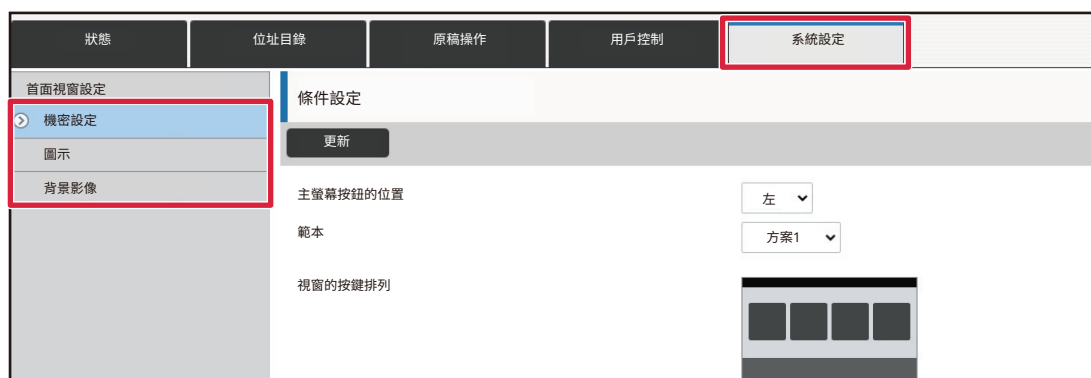 狀態 位址目錄 原稿操作 用戶控制 系統設定
首面視窗設定
機密設定
圖示
背景影像
條件設定
更新
主螢幕按鈕的位置 左
範本 方案1
視窗的按鍵排列